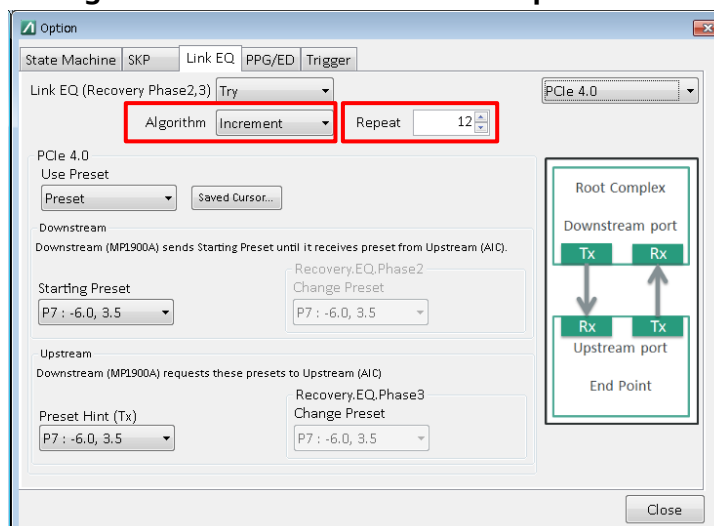 Option
State Machine SKP Link EQ PPG/ED Trigger
Link EQ (Recovery Phase2,3) Try PCIe 4.0
Algorithm Increment Repeat 12
PCIe 4.0
Use Preset
Preset Saved Cursor...
Downstream
Downstream (MP1900A) sends Starting Preset until it receives preset from Upstream (AIC).
Recovery.EQ.Phase2
Starting Preset Change Preset
P7 : -6.0, 3.5 P7 : -6.0, 3.5
Upstream
Downstream (MP1900A) requests these presets to Upstream (AIC)
Recovery.EQ.Phase3
Preset Hint (Tx) Change Preset
P7 : -6.0, 3.5 P7 : -6.0, 3.5
Root Complex
Downstream port
Tx Rx
Rx Tx
Upstream port
End Point
Close